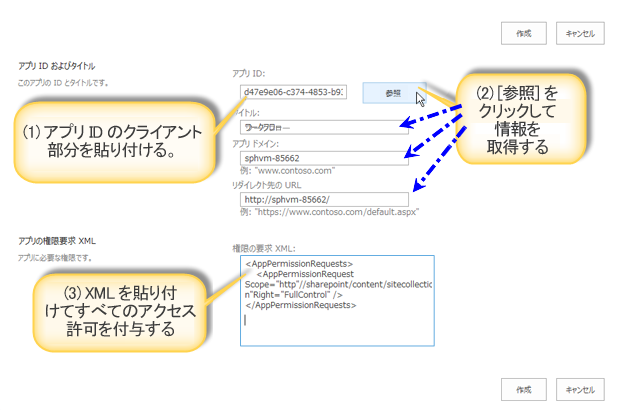 作成
キャンセル
アプリ ID およびタイトル
このアプリの ID とタイトルです。
アプリ ID:
d47e9e06-c374-4853-b92
参照
(1) アプリ ID のクライアント
部分を貼り付ける。
(2) [参照] を
クリックして
情報を
取得する
タイトル:
ワークフロー
アプリ ドメイン:
sphvm-85662
例: "www.contoso.com"
リダイレクト先の URL
http://sphvm-85662/
例: "https://www.contoso.com/default.aspx"
アプリの権限要求 XML
アプリに必要な権限です。
権限の要求 XML:
<AppPermissionRequests>
<AppPermissionRequest
Scope="http"//sharepoint/content/sitecollectio
n"Right="FullControl" />
</AppPermissionRequests>
(3) XML を貼り付
けてすべてのアクセス
許可を付与する
作成
キャンセル